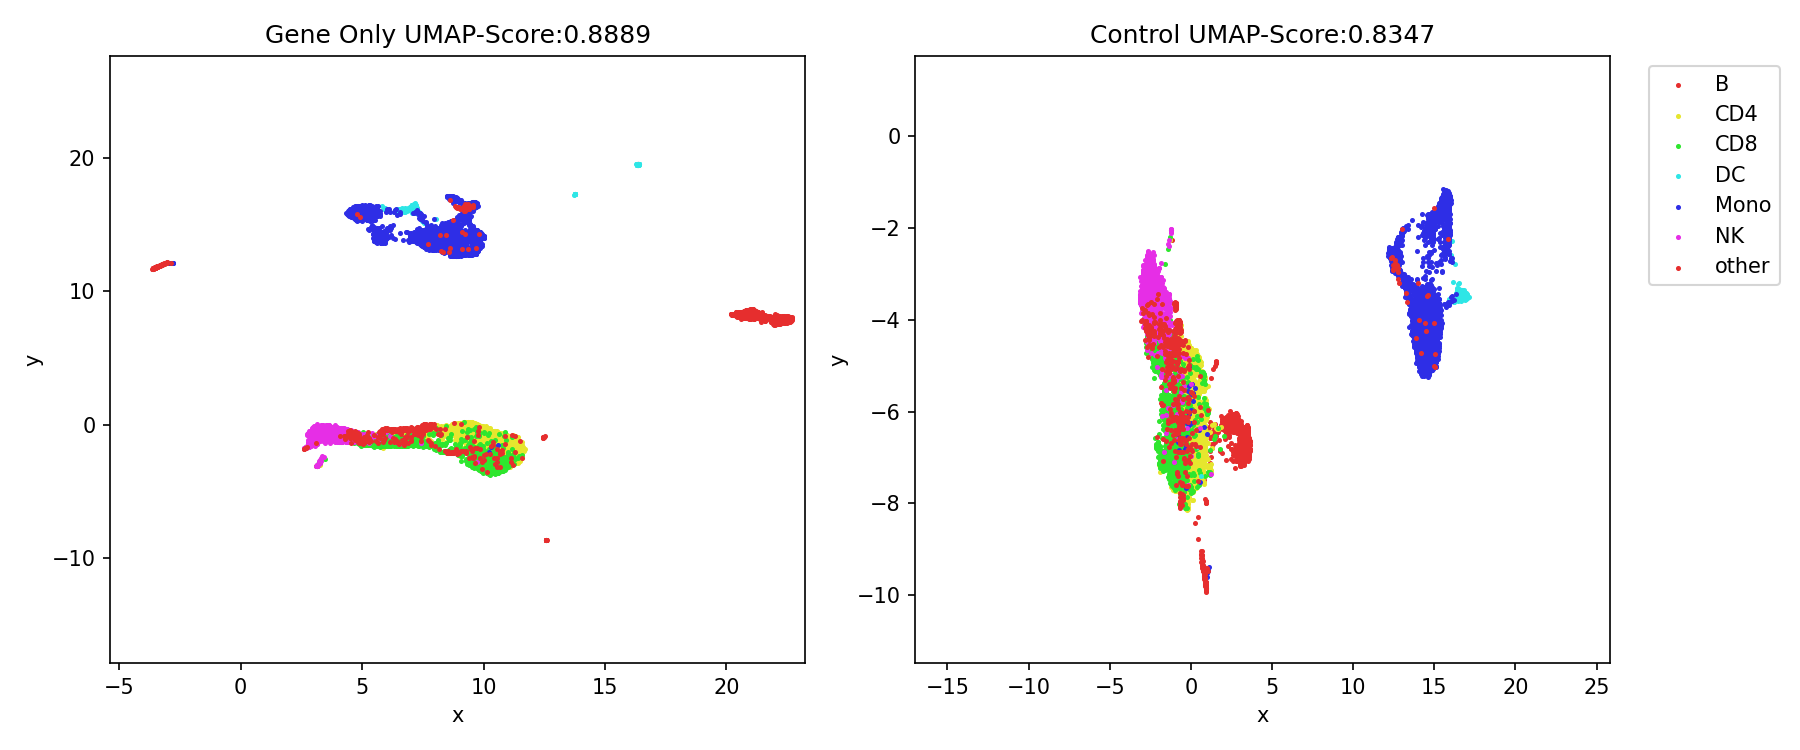 Gene Only UMAP-Score:0.8889
20
10
0
−10
−5
0
5
10
15
20
x
y
Control UMAP-Score:0.8347
0
−2
−4
−6
−8
−10
−15
−10
−5
0
5
10
15
20
25
x
y
B
CD4
CD8
DC
Mono
NK
other